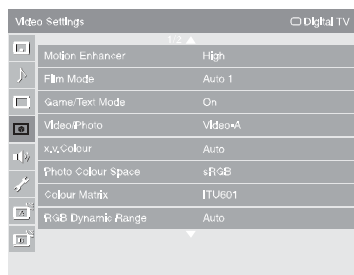 Video Settings Digital TV
1/2
Motion Enhancer High
Film Mode Auto 1
Game/Text Mode On
Video/Photo Video-A
x.v.Colour Auto
Photo Colour Space sRGB
Colour Matrix ITU601
RGB Dynamic Range Auto